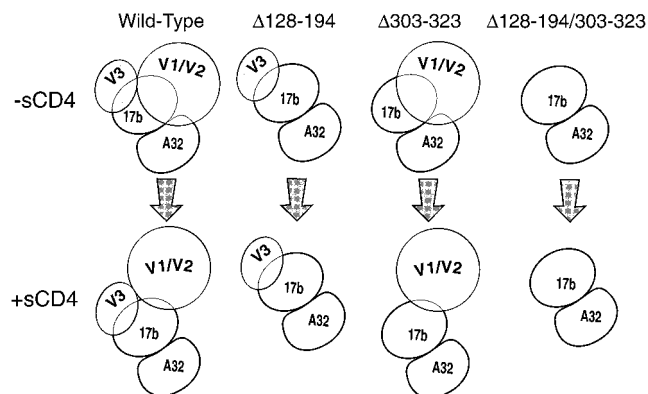 Wild-Type Δ128-194 Δ303-323 Δ128-194/303-323
-sCD4
V3 V1/V2 17b A32
V3 17b A32
V1/V2 17b A32
17b A32
+sCD4
V1/V2 V3 17b A32
V3 17b A32
V1/V2 17b A32
17b A32